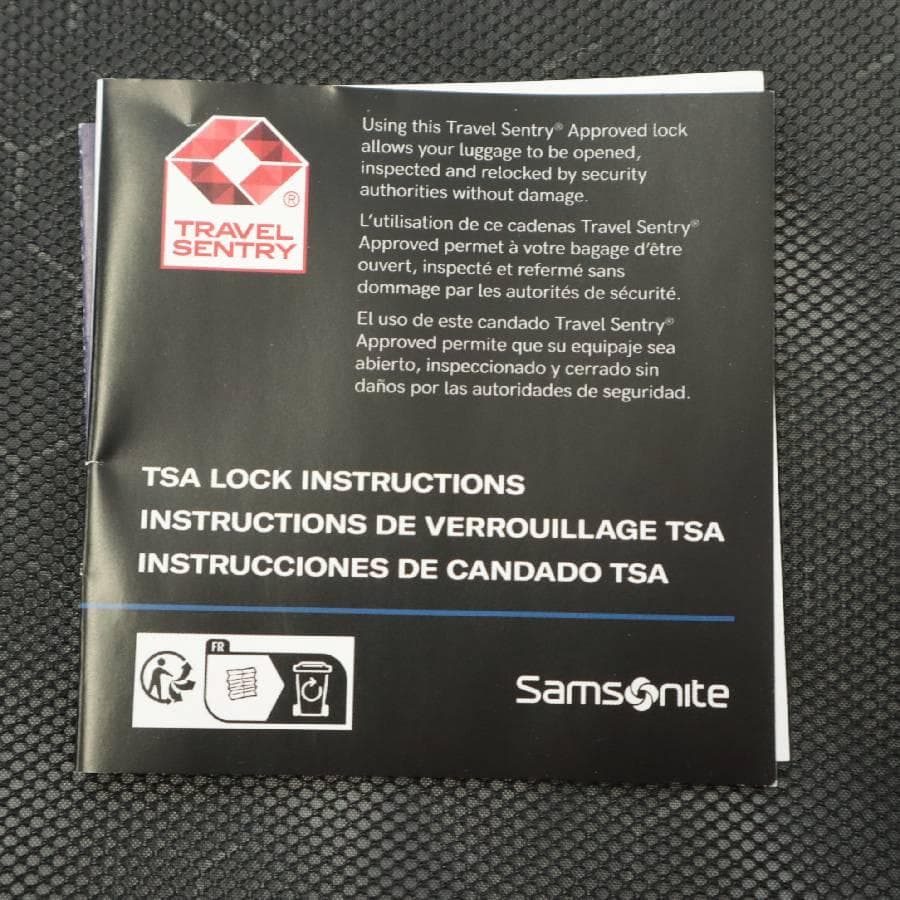 TRAVEL
SENTRY
®
Using this Travel Sentry® Approved lock
allows your luggage to be opened,
inspected and relocked by security
authorities without damage.
L'utilisation de ce cadenas Travel Sentry®
Approved permet à votre bagage d'être
ouvert, inspecté et refermé sans
dommage par les autorités de sécurité.
El uso de este candado Travel Sentry®
Approved permite que su equipaje sea
abierto, inspeccionado y cerrado sin
daños por las autoridades de seguridad.
TSA LOCK INSTRUCTIONS
INSTRUCTIONS DE VERROUILLAGE TSA
INSTRUCCIONES DE CANDADO TSA
FR
Samsonite